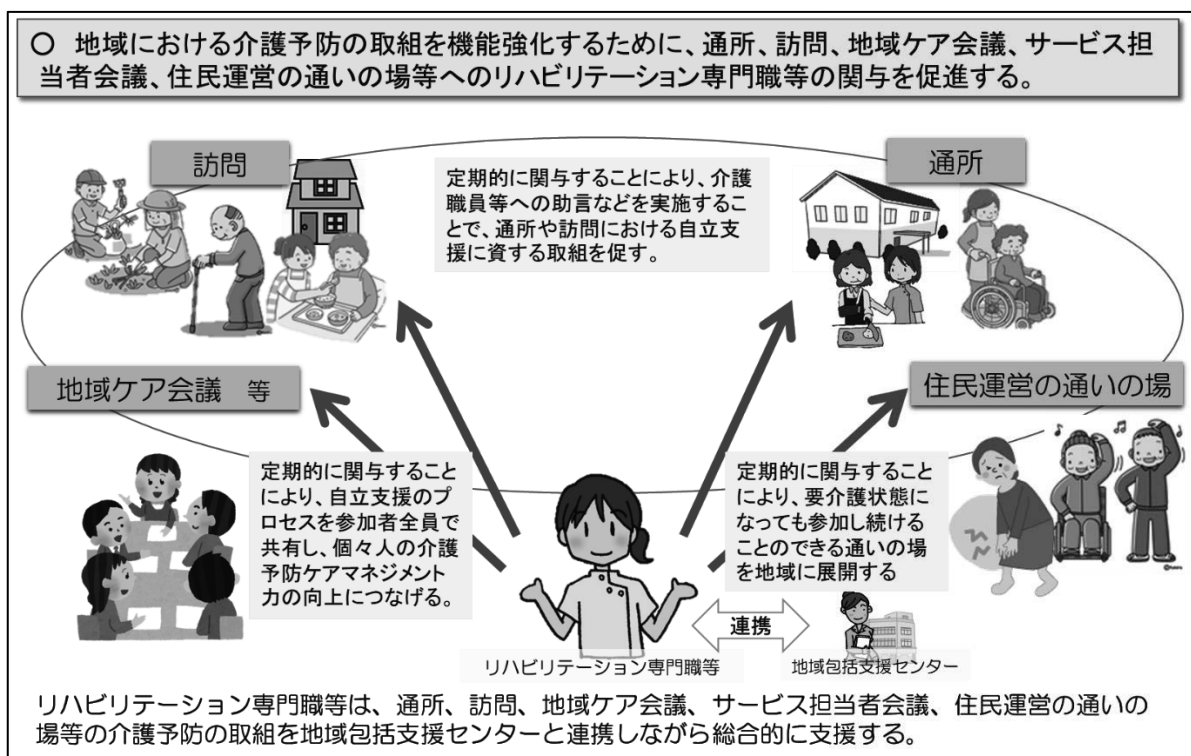 〇 地域における介護予防の取組を機能強化するために、通所、訪問、地域ケア会議、サービス担
当者会議、住民運営の通いの場等へのリハビリテーション専門職等の関与を促進する。
訪問
定期的に関与することにより、介護
職員等への助言などを実施するこ
とで、通所や訪問における自立支
援に資する取組を促す。
通所
地域ケア会議 等
住民運営の通いの場
定期的に関与すること
により、自立支援のプ
ロセスを参加者全員で
共有し、個々人の介護
予防ケアマネジメント
力の向上につなげる。
定期的に関与すること
により、要介護状態に
なっても参加し続ける
ことのできる通いの場
を地域に展開する
連携
リハビリテーション専門職等
地域包括支援センター
リハビリテーション専門職等は、通所、訪問、地域ケア会議、サービス担当者会議、住民運営の通いの
場等の介護予防の取組を地域包括支援センターと連携しながら総合的に支援する。